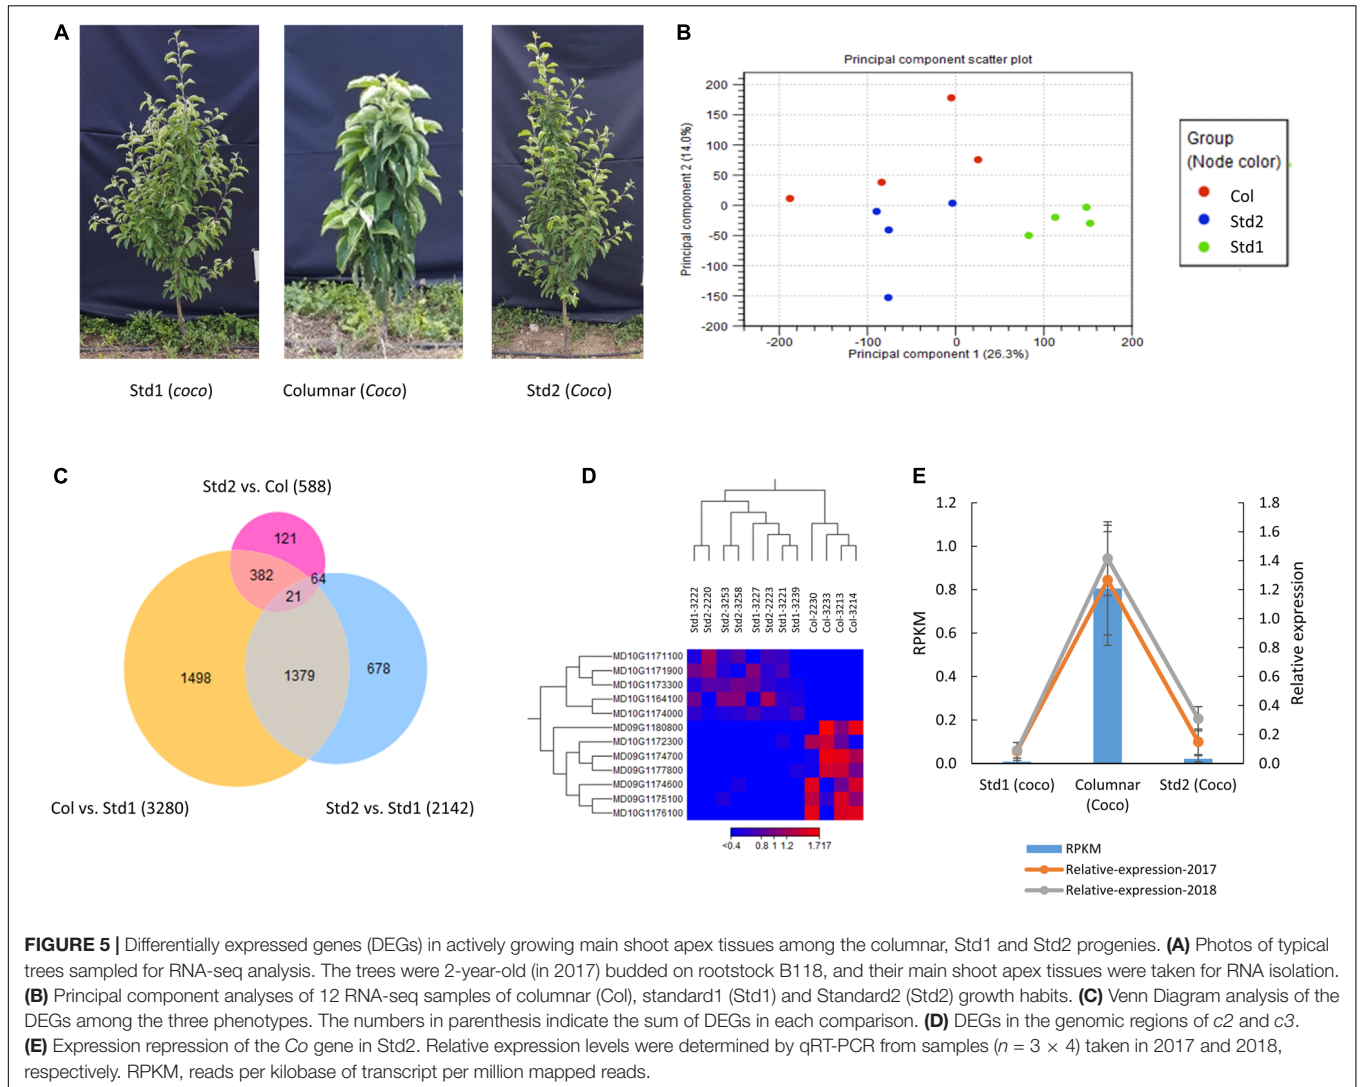 A
Std1 (coco)
Columnar (Coco)
Std2 (Coco)
B
Principal component scatter plot
Principal component 2 (14.0%)
200
150
100
50
0
-50
-100
-150
-200
-200
-100
0
100
200
Principal component 1 (26.3%)
Group
(Node color)
Col
Std2
Std1
C
Std2 vs. Col (588)
121
382
64
21
1498
1379
678
Col vs. Std1 (3280)
Std2 vs. Std1 (2142)
D
Std1-3222
Std2-2220
Std2-3253
Std2-3258
Std1-3227
Std2-2223
Std1-3221
Std1-3239
Col-2230
Col-3233
Col-3213
Col-3214
MD10G1171100
MD10G1171900
MD10G1173300
MD10G1164100
MD10G1174000
MD09G1180800
MD10G1172300
MD09G1174700
MD09G1177800
MD09G1174600
MD09G1175100
MD10G1176100
<0.4
0.8
1
1.2
1.717
E
RPKM
1.2
1.0
0.8
0.6
0.4
0.2
0.0
1.8
1.6
1.4
1.2
1.0
0.8
0.6
0.4
0.2
0.0
Relative expression
Std1 (coco)
Columnar
(Coco)
Std2 (Coco)
RPKM
Relative-expression-2017
Relative-expression-2018
FIGURE 5 | Differentially expressed genes (DEGs) in actively growing main shoot apex tissues among the columnar, Std1 and Std2 progenies. (A) Photos of typical
trees sampled for RNA-seq analysis. The trees were 2-year-old (in 2017) budded on rootstock B118, and their main shoot apex tissues were taken for RNA isolation.
(B) Principal component analyses of 12 RNA-seq samples of columnar (Col), standard1 (Std1) and Standard2 (Std2) growth habits. (C) Venn Diagram analysis of the
DEGs among the three phenotypes. The numbers in parenthesis indicate the sum of DEGs in each comparison. (D) DEGs in the genomic regions of c2 and c3.
(E) Expression repression of the Co gene in Std2. Relative expression levels were determined by qRT-PCR from samples (n = 3 × 4) taken in 2017 and 2018,
respectively. RPKM, reads per kilobase of transcript per million mapped reads.